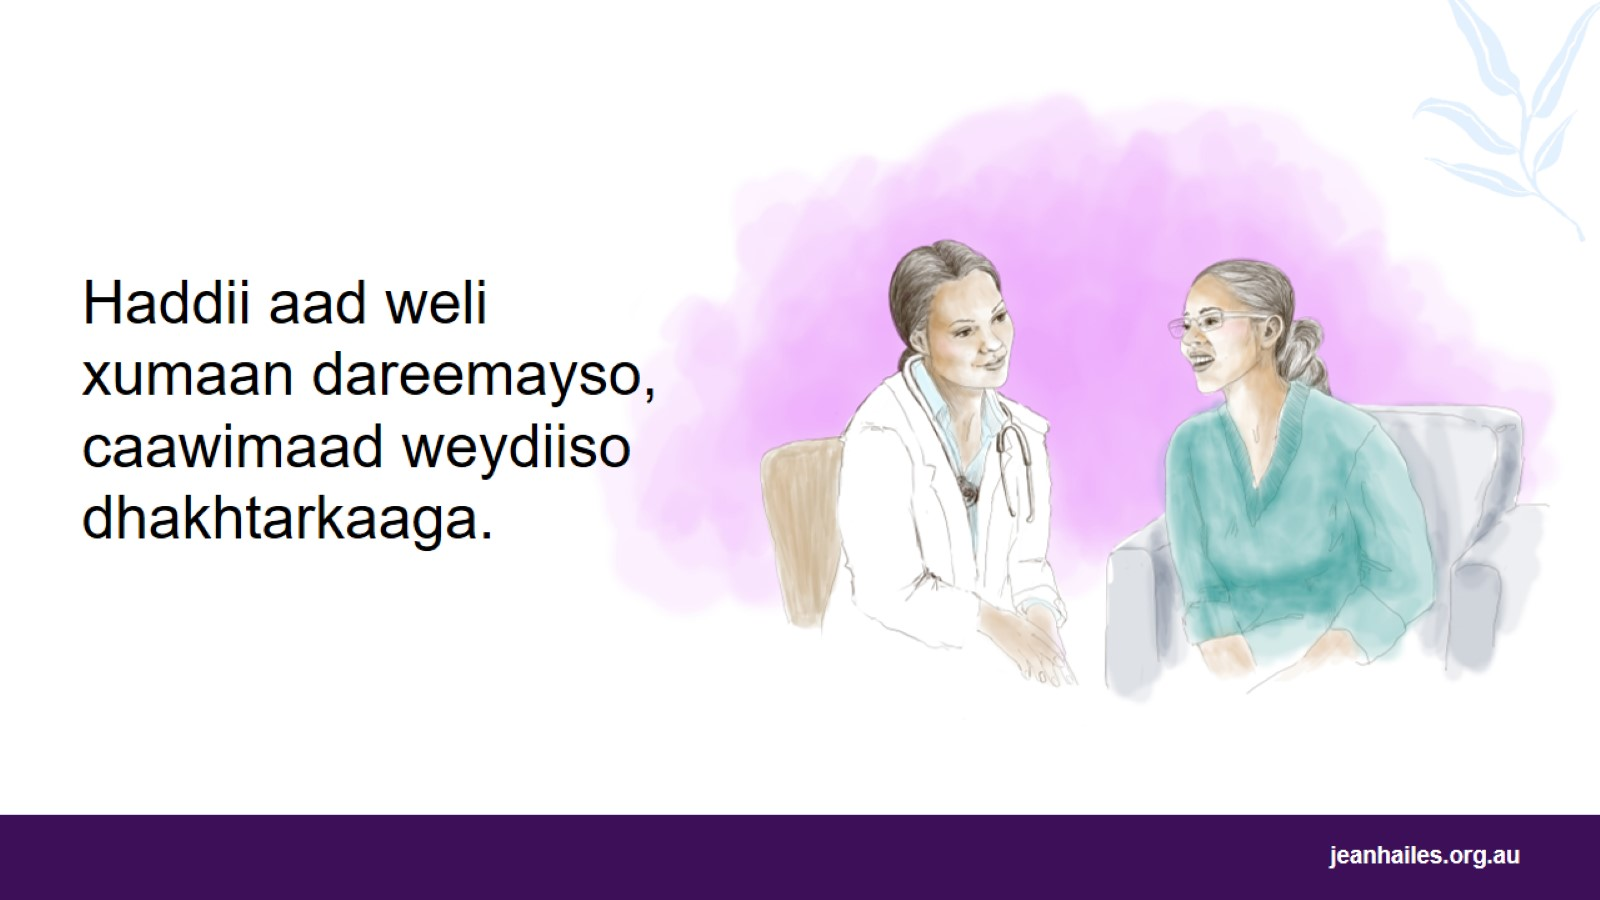 Haddii aad weli
xumaan dareemayso,
caawimaad weydiiso
dhakhtarkaaga.
jeanhailes.org.au